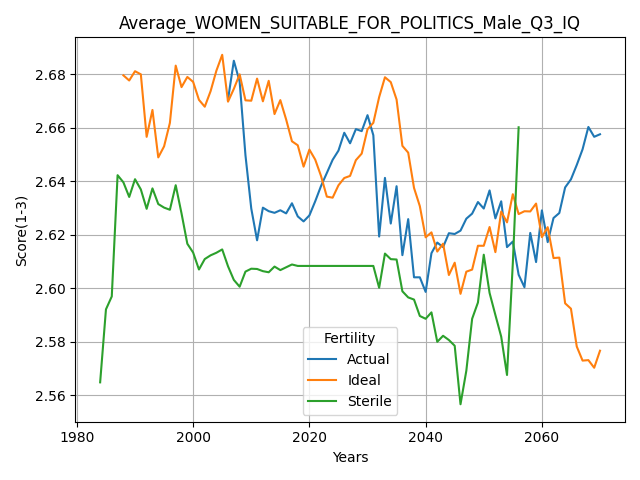 Average_WOMEN_SUITABLE_FOR_POLITICS_Male_Q3_IQ
Score(1-3)
2.68
2.66
2.64
2.62
2.60
2.58
2.56
Fertility
Actual
Ideal
Sterile
1980
2000
2020
2040
2060
Years